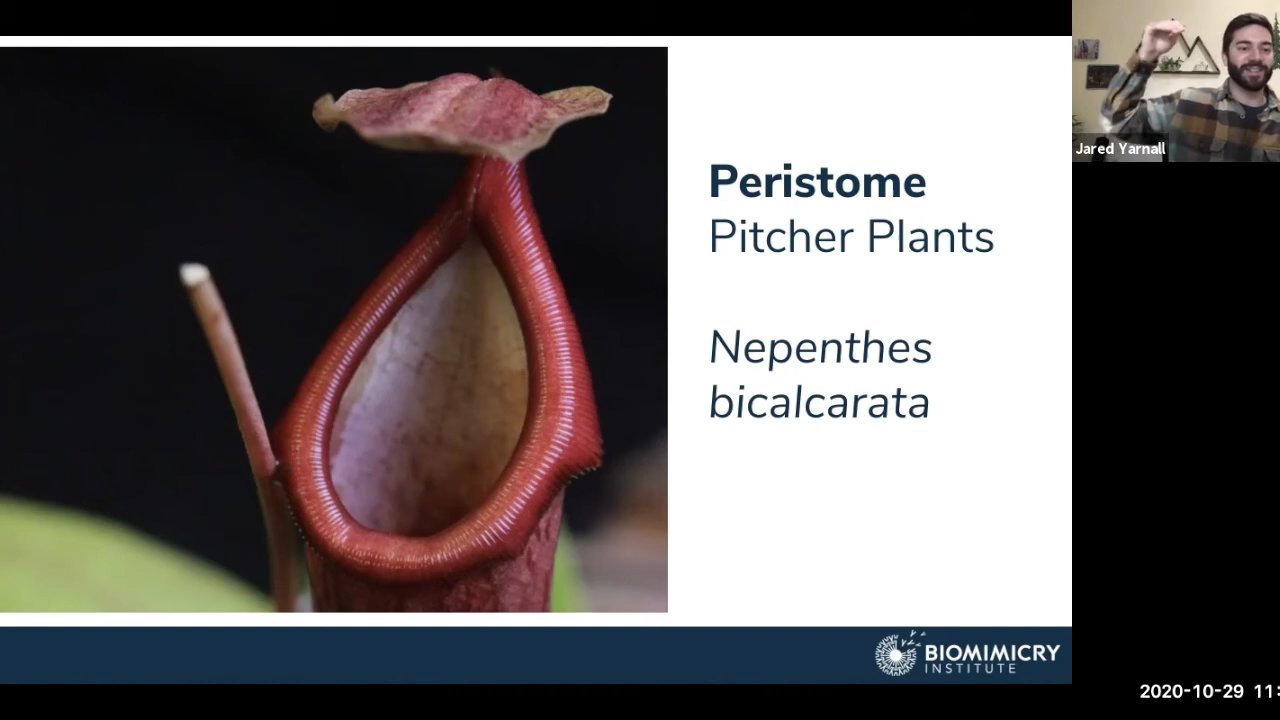 Peristome
Pitcher Plants
Nepenthes
bicalcarata
BIOMIMICRY
INSTITUTE
Jared Yarnall
2020-10-29 11: